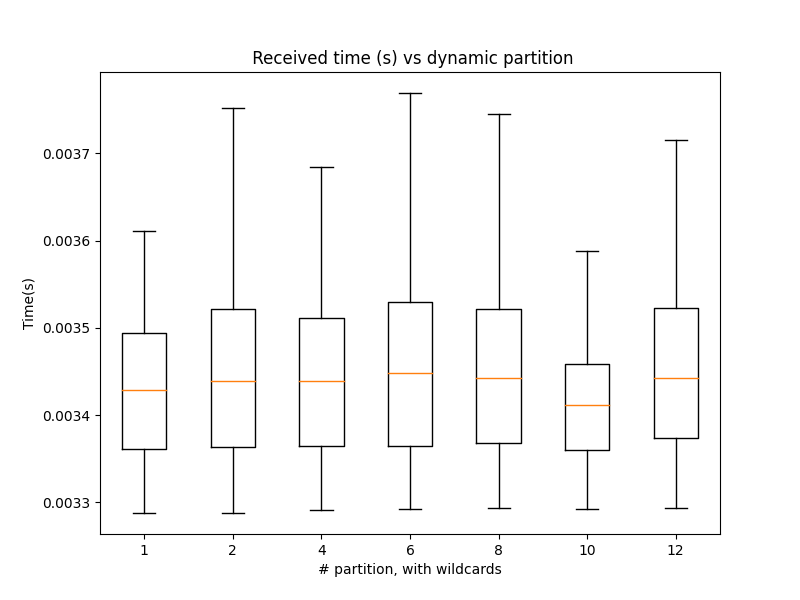 Received time (s) vs dynamic partition
0.0037
0.0036
0.0035
0.0034
0.0033
Time(s)
1 2 4 6 8 10 12
# partition, with wildcards